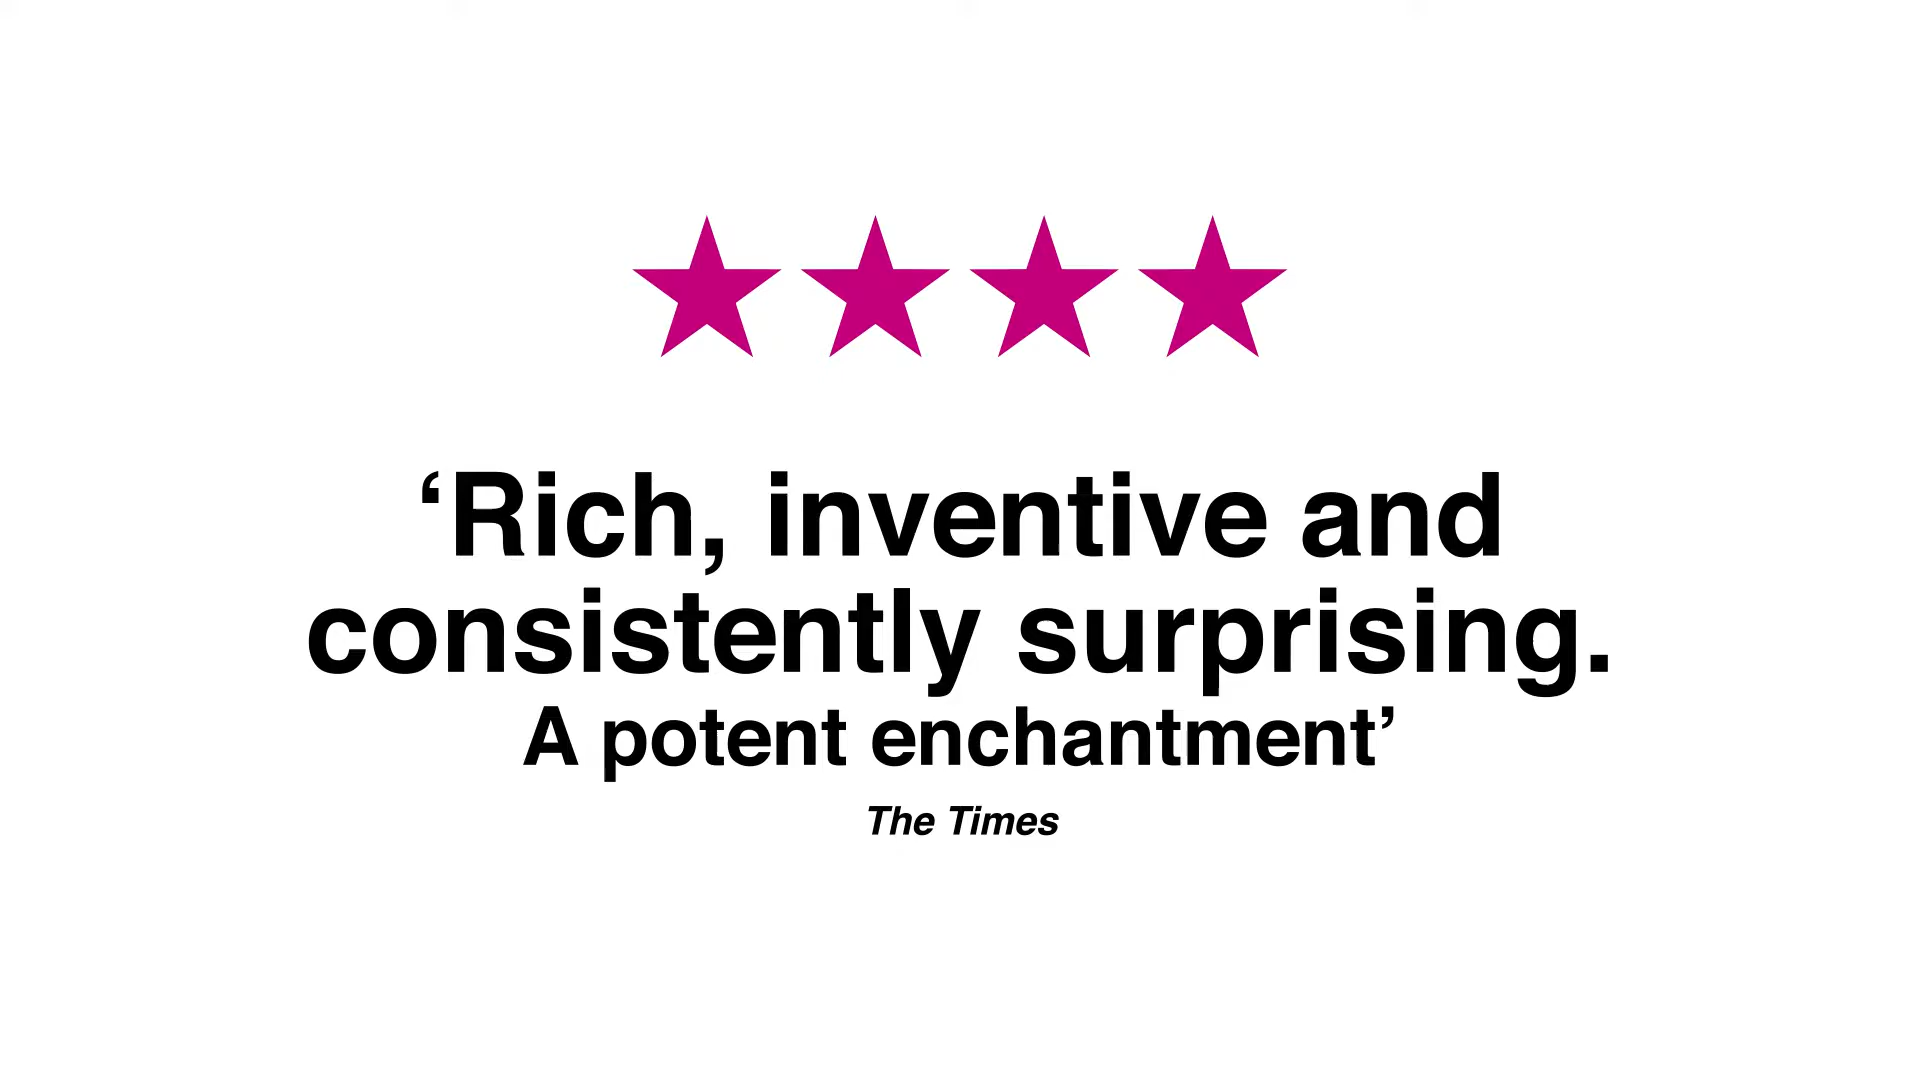 ‘Rich, inventive and
consistently surprising.
A potent enchantment’
The Times